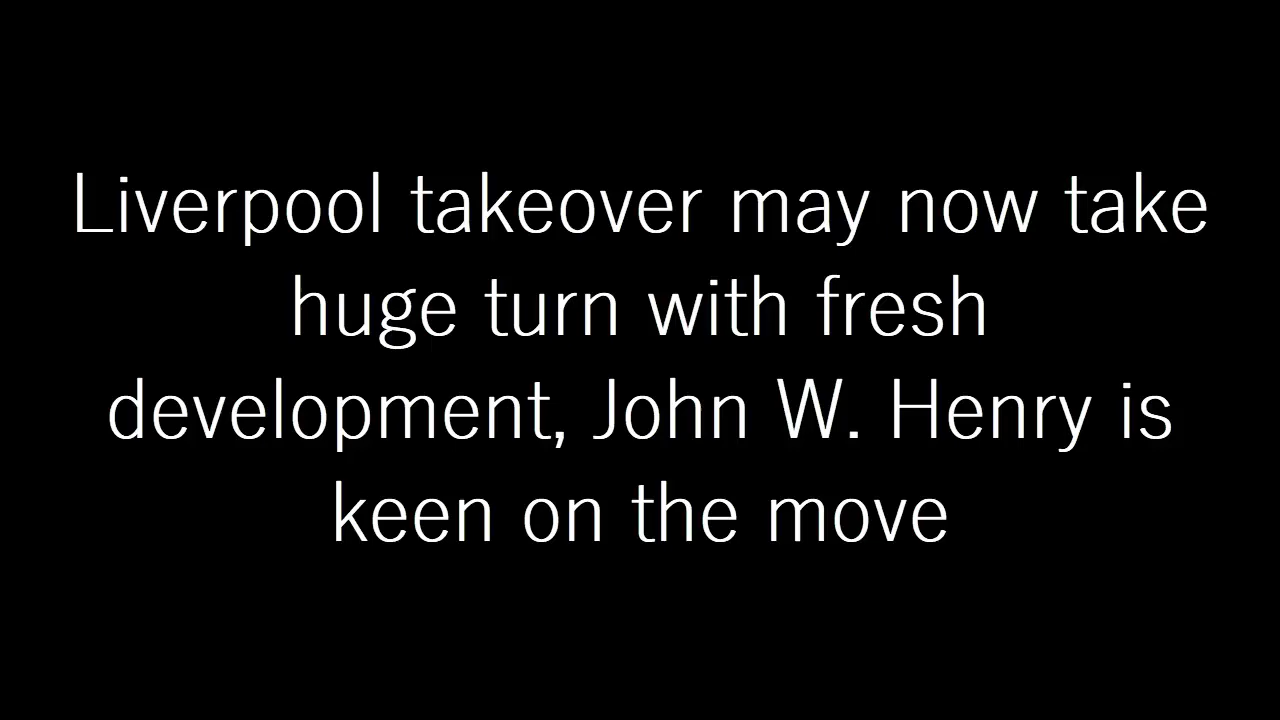 Liverpool takeover may now take
huge turn with fresh
development, John W. Henry is
keen on the move